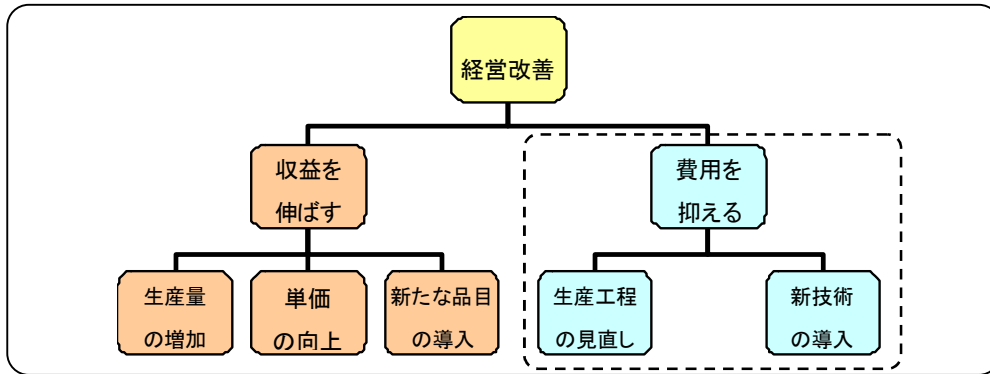 経営改善
収益を
伸ばす
費用を
抑える
生産量
の増加
単価
の向上
新たな品目
の導入
生産工程
の見直し
新技術
の導入